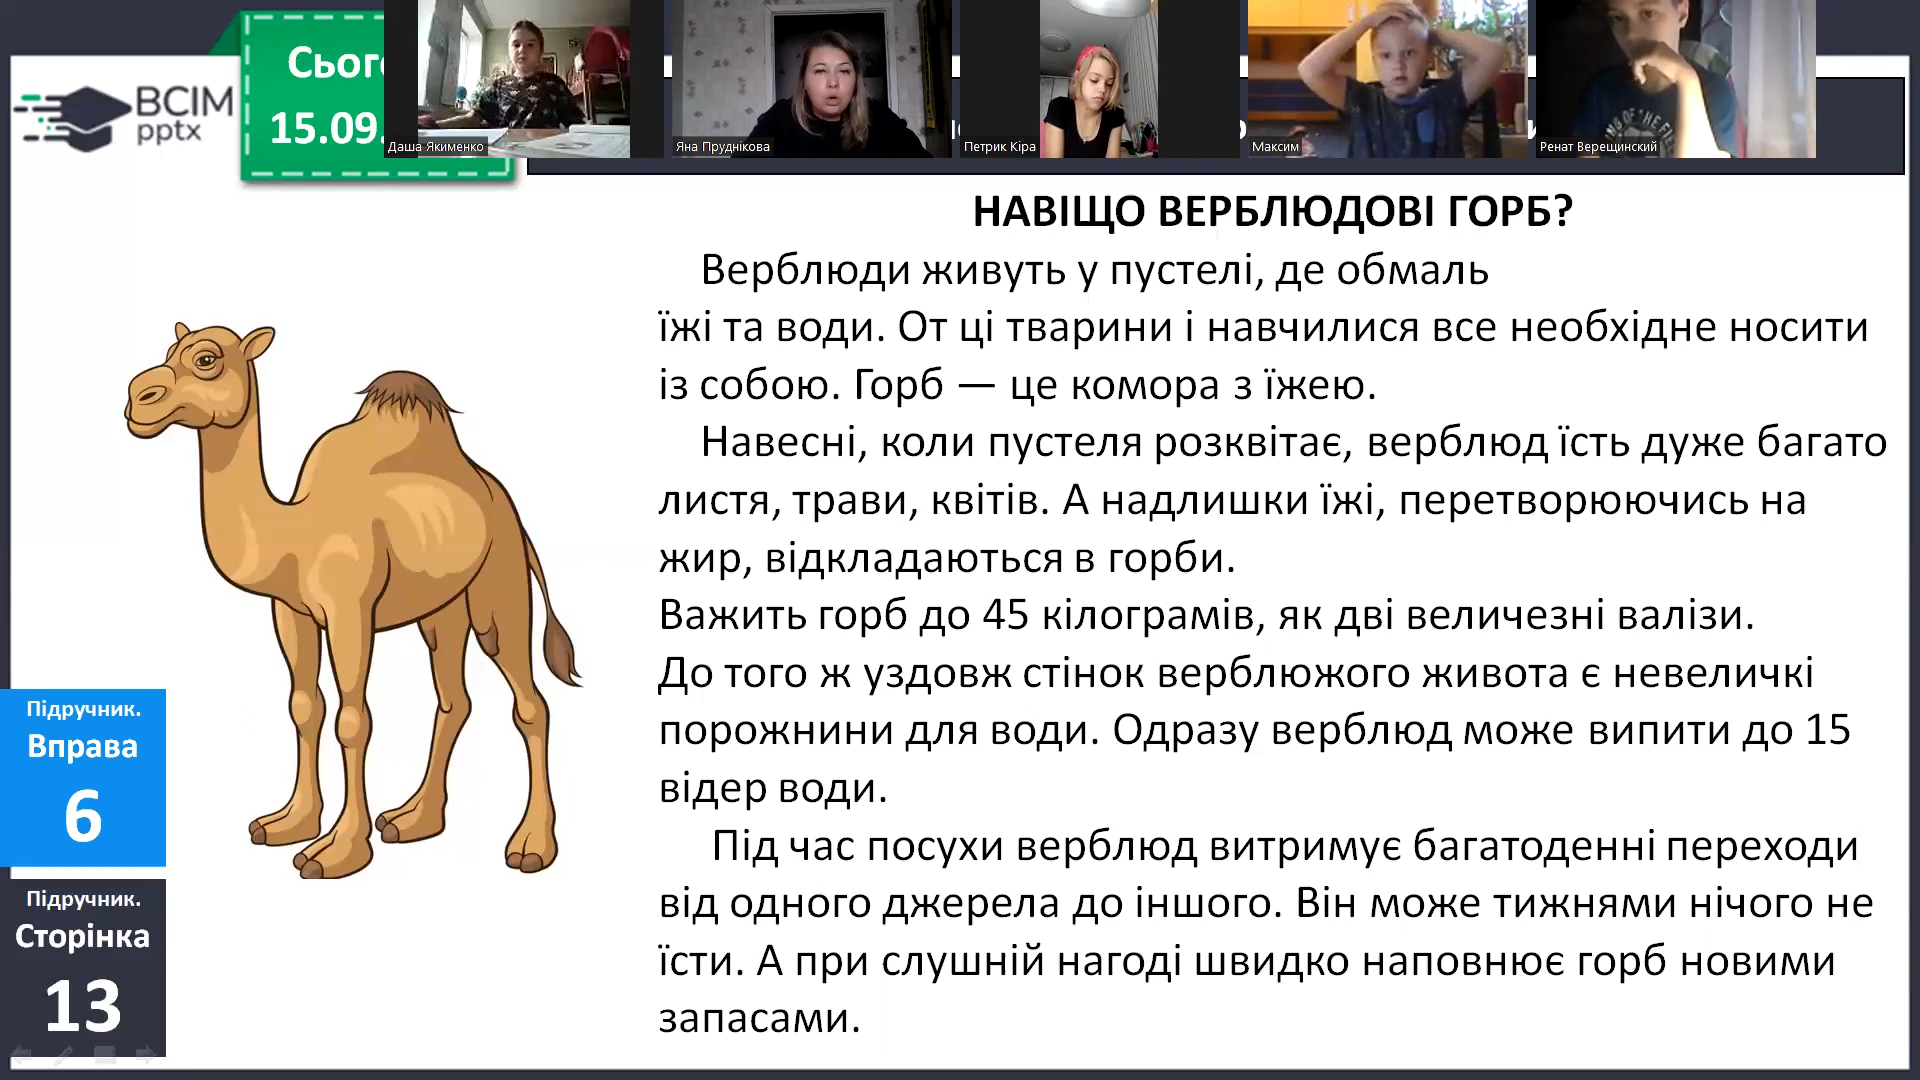 Сього
15.09.
ВСІМ
pptx
Даша Якименко
Яна Пруднікова
Петрик Кіра
Максим
Ренат Верещинский
НАВІЩО ВЕРБЛЮДОВІ ГОРБ?
Верблюди живуть у пустелі, де обмаль
їжі та води. От ці тварини і навчилися все необхідне носити
із собою. Горб — це комора з їжею.
Навесні, коли пустеля розквітає, верблюд їсть дуже багато
листя, трави, квітів. А надлишки їжі, перетворюючись на
жир, відкладаються в горби.
Важить горб до 45 кілограмів, як дві величезні валізи.
До того ж уздовж стінок верблюжого живота є невеличкі
порожнини для води. Одразу верблюд може випити до 15
відер води.
Під час посухи верблюд витримує багатоденні переходи
від одного джерела до іншого. Він може тижнями нічого не
їсти. А при слушній нагоді швидко наповнює горб новими
запасами.
Підручник.
Вправа
6
Підручник.
Сторінка
13